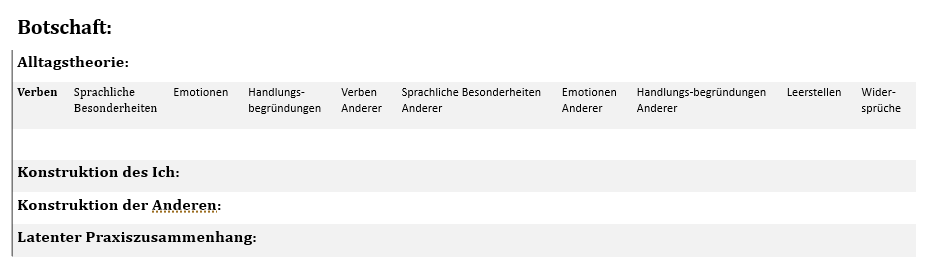 Botschaft:
Alltagstheorie:
Verben Sprachliche Emotionen Handlungs- Verben Sprachliche Besonderheiten Emotionen Handlungs-begründungen Leerstellen Wider-
Besonderheiten begründungen Anderer Anderer Anderer Anderer sprüche
Konstruktion des Ich:
Konstruktion der Anderen:
Latenter Praxiszusammenhang: